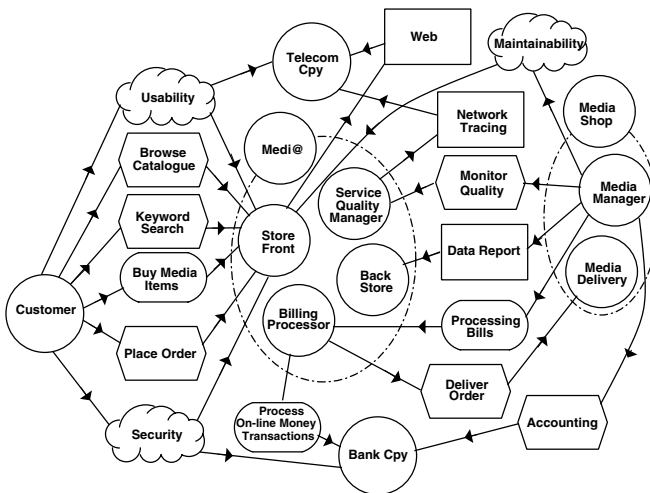 Web
Telecom
Cpy
Maintainability
Usability
Media
Shop
Network
Tracing
Medi@
Browse
Catalogue
Monitor
Quality
Media
Manager
Service
Quality
Manager
Keyword
Search
Store
Front
Data Report
Buy Media
Items
Back
Store
Media
Delivery
Customer
Billing
Processor
Processing
Bills
Place Order
Deliver
Order
Process
On-line Money
Transactions
Accounting
Security
Bank Cpy